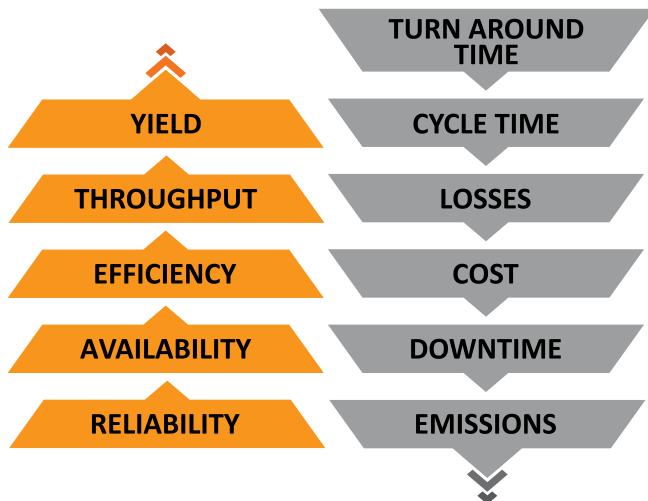 YIELD
THROUGHPUT
EFFICIENCY
AVAILABILITY
RELIABILITY
TURN AROUND
TIME
CYCLE TIME
LOSSES
COST
DOWNTIME
EMISSIONS